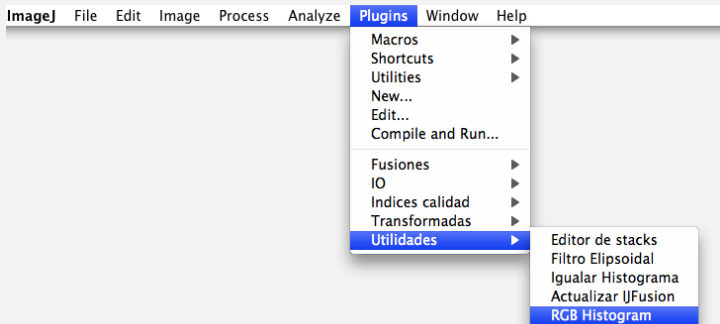 ImageJ File Edit Image Process Analyze Plugins Window Help
Macros
Shortcuts
Utilities
New...
Edit...
Compile and Run...
Fusiones
IO
Indices calidad
Transformadas
Utilidades
Editor de stacks
Filtro Elipsoidal
Igualar Histograma
Actualizar IJFusion
RGB Histogram